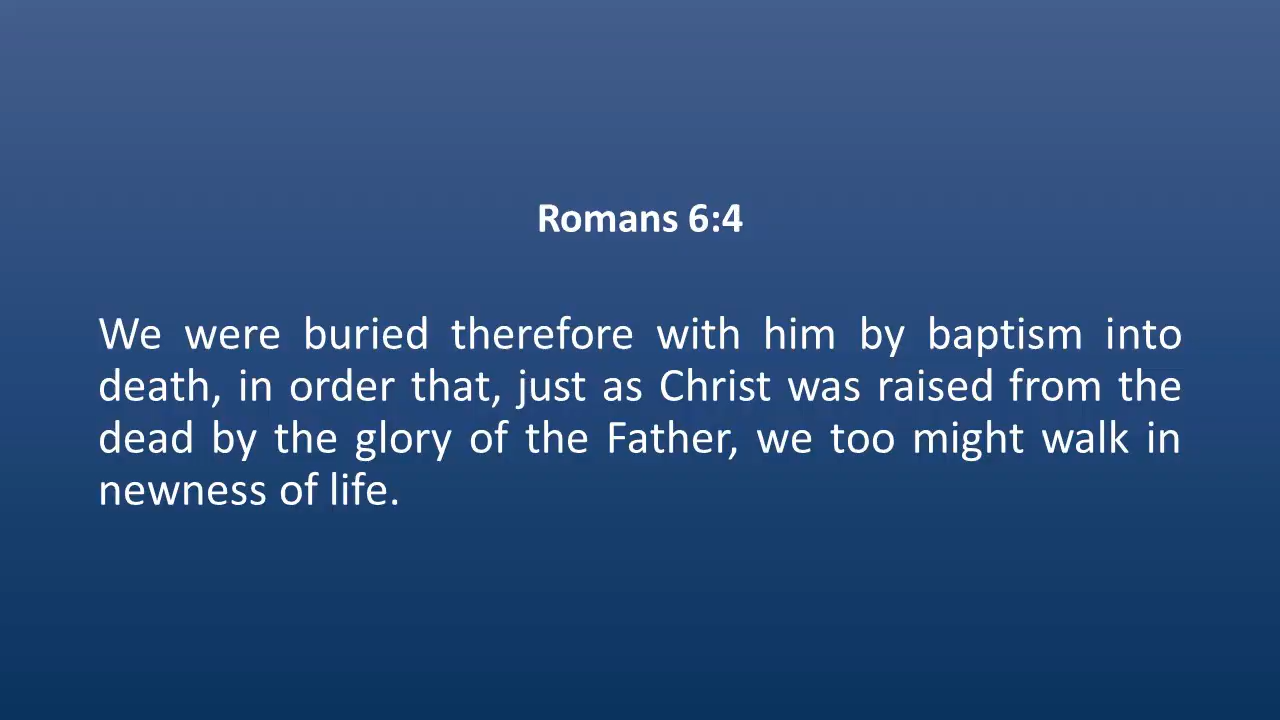 Romans 6:4
We were buried therefore with him by baptism into
death, in order that, just as Christ was raised from the
dead by the glory of the Father, we too might walk in
newness of life.